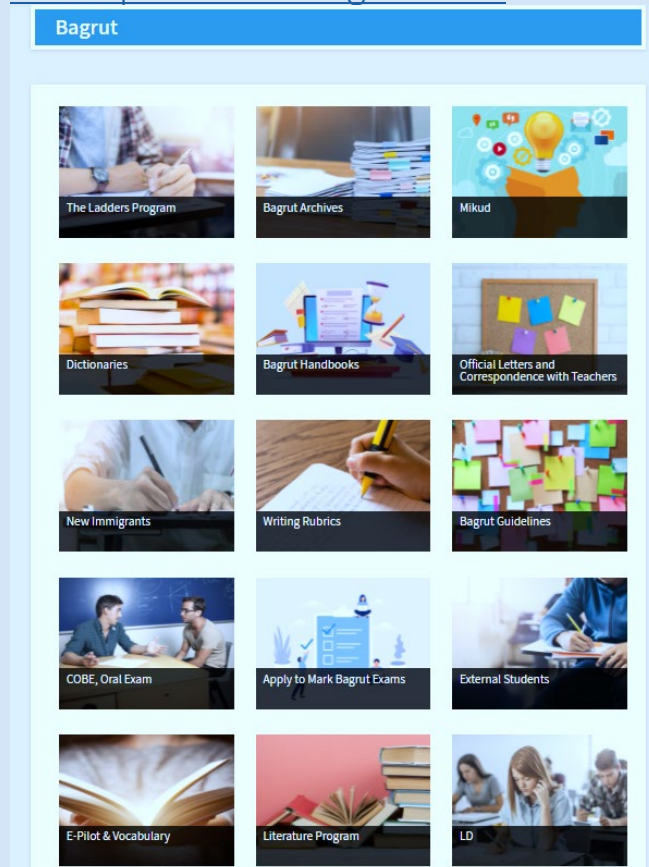 Bagrut
The Ladders Program
Bagrut Archives
Mikud
Dictionaries
Bagrut Handbooks
Official Letters and
Correspondence with Teachers
New Immigrants
Writing Rubrics
Bagrut Guidelines
COBE, Oral Exam
Apply to Mark Bagrut Exams
External Students
E-Pilot & Vocabulary
Literature Program
LD